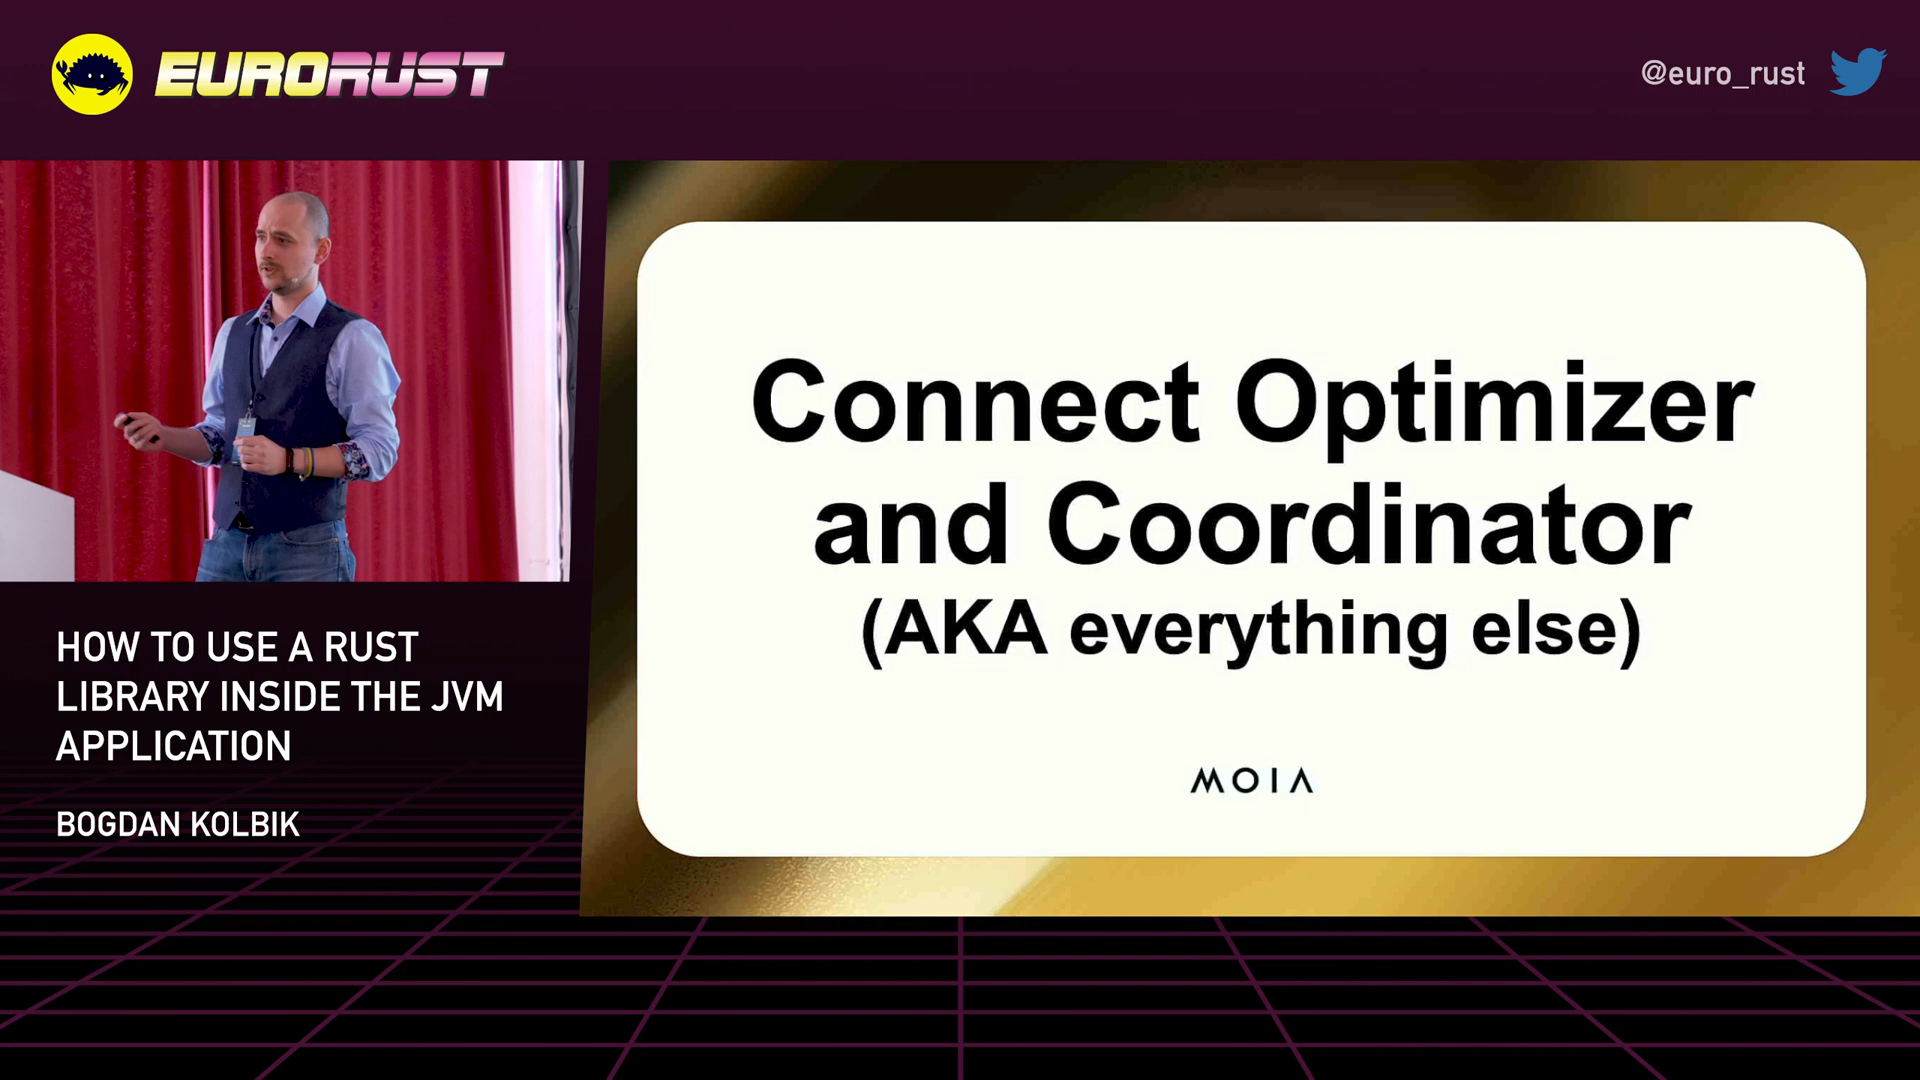 EURORUST
@euro_rust
Connect Optimizer
and Coordinator
(AKA everything else)
MOIA
HOW TO USE A RUST
LIBRARY INSIDE THE JVM
APPLICATION
BOGDAN KOLBIK